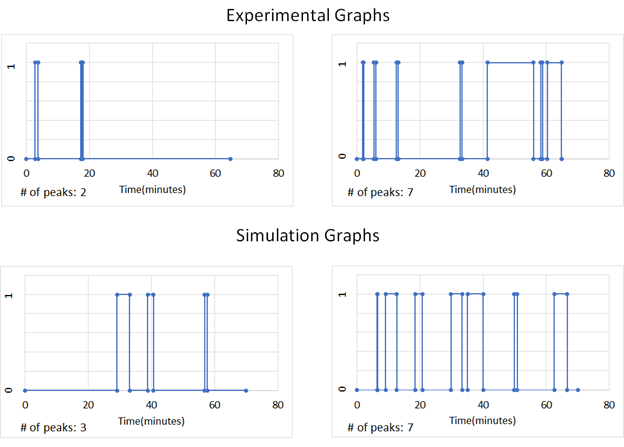 Experimental Graphs
1
0
0 20 40 60 80
# of peaks: 2 Time(minutes)
1
0
0 20 40 60 80
# of peaks: 7 Time(minutes)
Simulation Graphs
1
0
0 20 40 60 80
# of peaks: 3 Time(minutes)
1
0
0 20 40 60 80
# of peaks: 7 Time(minutes)